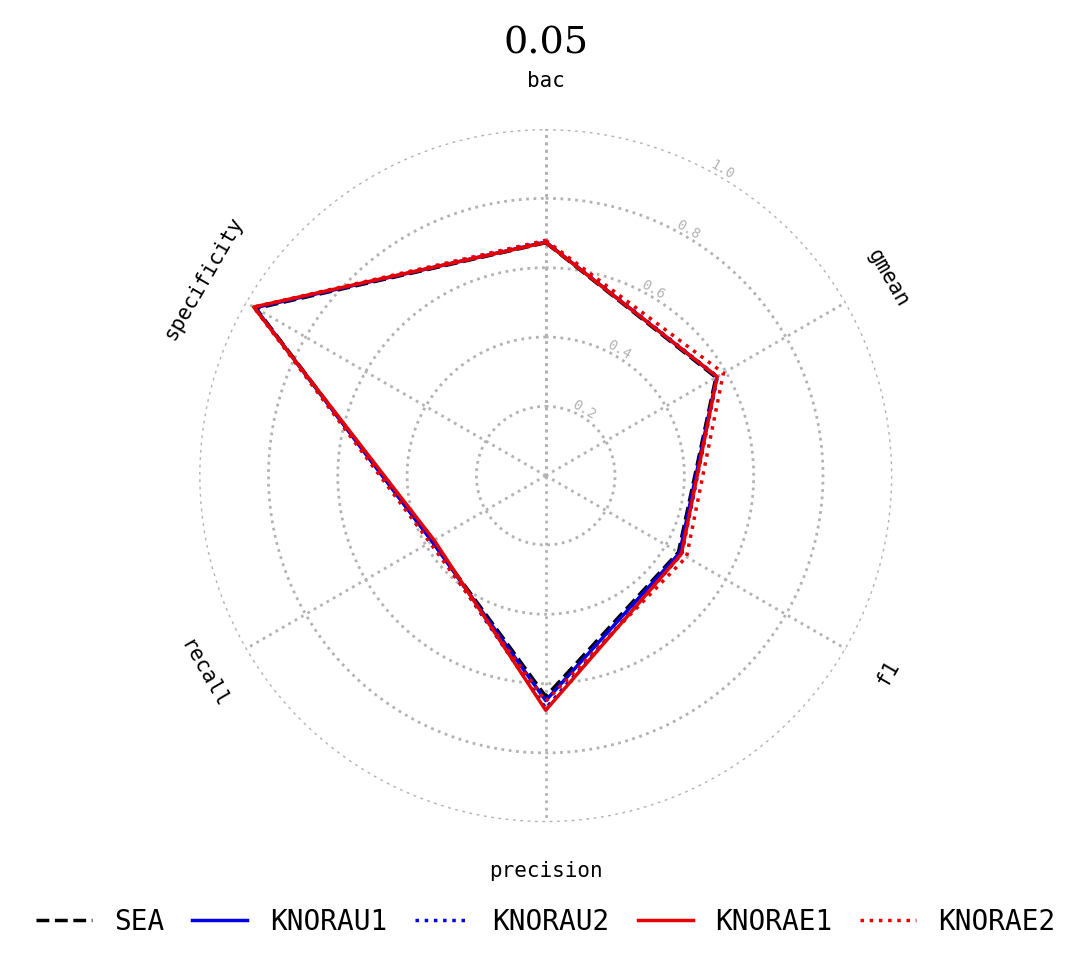 0.05
bac
1.0
0.8
0.6
0.4
0.2
specificity
gmean
recall
f1
precision
SEA KNORAU1 KNORAU2 KNORAE1 KNORAE2